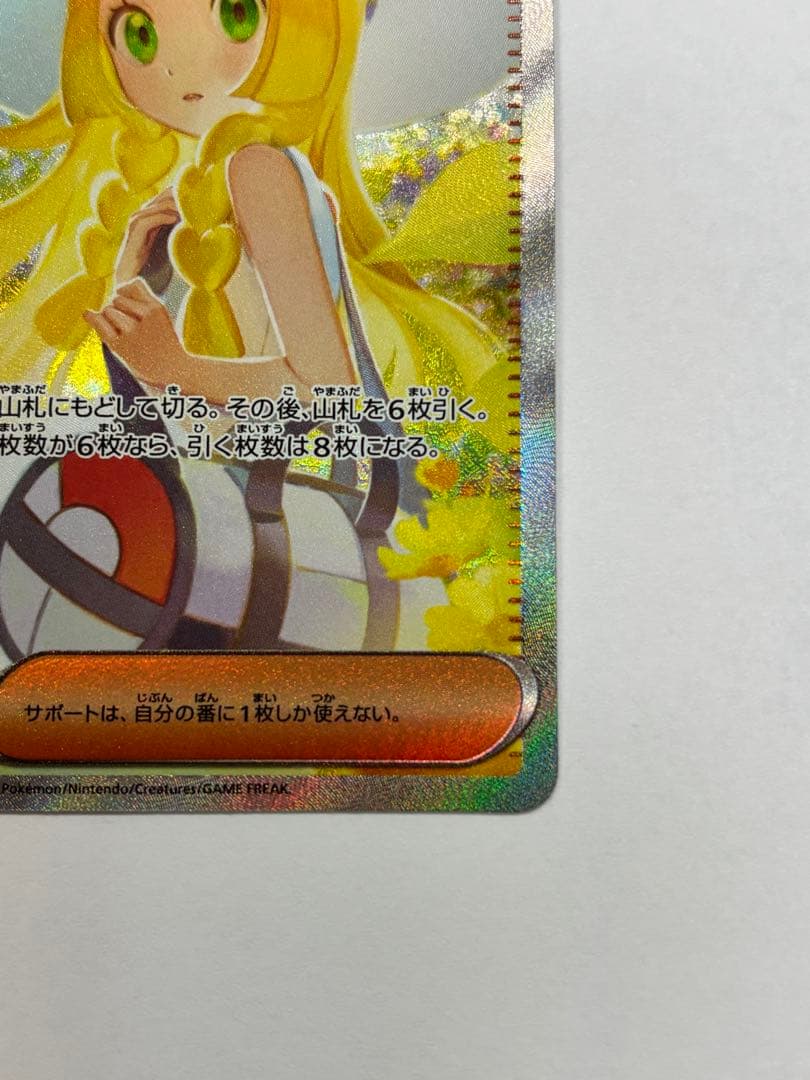 山札にもどして切る。その後、山札を6枚引く。
枚数が6枚なら、引く枚数は8枚になる。
サポートは、自分の番に1枚しか使えない。
Pokémon/Nintendo/Creatures/GAME FREAK.